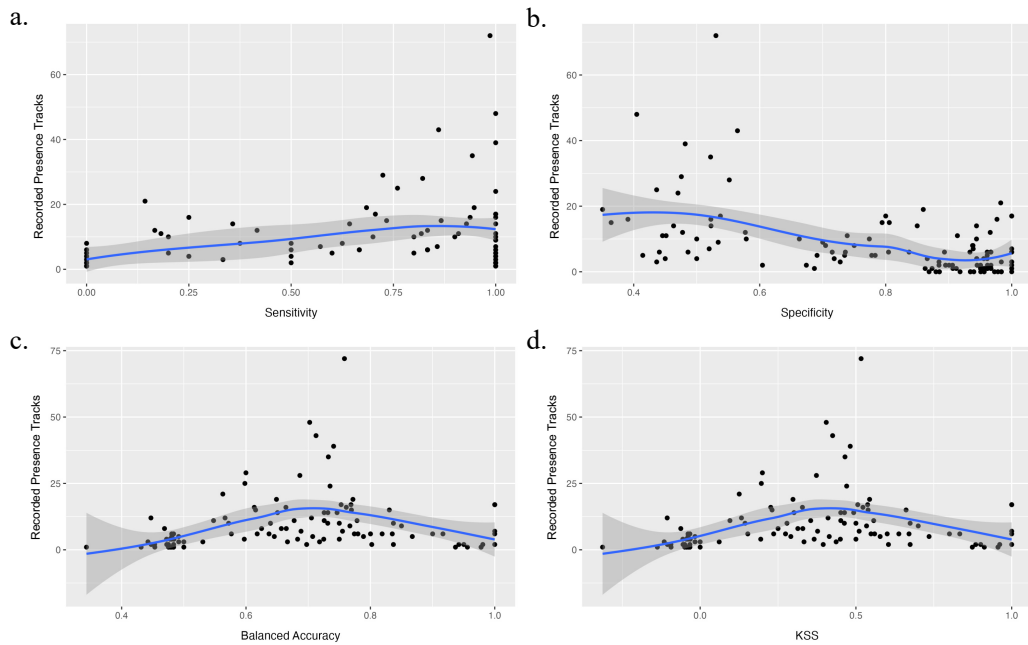 a.
Recorded Presence Tracks
60
40
20
0
0.00 0.25 0.50 0.75 1.00
Sensitivity
b.
Recorded Presence Tracks
60
40
20
0
0.4 0.6 0.8 1.0
Specificity
c.
Recorded Presence Tracks
75
50
25
0
0.4 0.6 0.8 1.0
Balanced Accuracy
d.
Recorded Presence Tracks
75
50
25
0
0.0 0.5 1.0
KSS